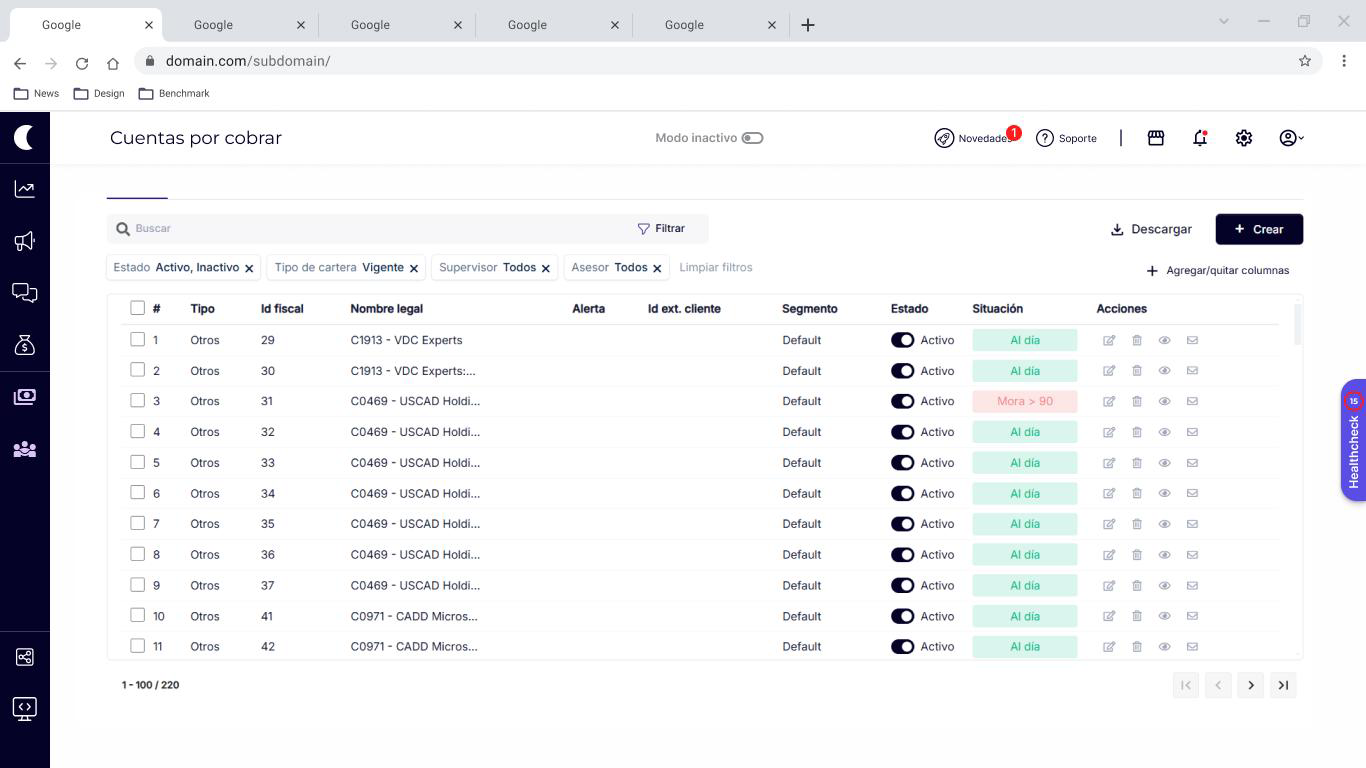 Google
Google
Google
Google
Google
domain.com/subdomain/
News Design Benchmark
Cuentas por cobrar
Modo inactivo
Novedades 1
Soporte
Buscar
Filtrar
Descargar
+ Crear
Estado Activo, Inactivo
Tipo de cartera Vigente
Supervisor Todos
Asesor Todos
Limpiar filtros
+ Agregar/quitar columnas
# Tipo Id fiscal Nombre legal Alerta Id ext. cliente Segmento Estado Situación Acciones
1 Otros 29 C1913 - VDC Experts Default Activo Al día
2 Otros 30 C1913 - VDC Experts:... Default Activo Al día
3 Otros 31 C0469 - USCAD Holdi... Default Activo Mora > 90
4 Otros 32 C0469 - USCAD Holdi... Default Activo Al día
5 Otros 33 C0469 - USCAD Holdi... Default Activo Al día
6 Otros 34 C0469 - USCAD Holdi... Default Activo Al día
7 Otros 35 C0469 - USCAD Holdi... Default Activo Al día
8 Otros 36 C0469 - USCAD Holdi... Default Activo Al día
9 Otros 37 C0469 - USCAD Holdi... Default Activo Al día
10 Otros 41 C0971 - CADD Micros... Default Activo Al día
11 Otros 42 C0971 - CADD Micros... Default Activo Al día
1 - 100 / 220
Healthcheck 15